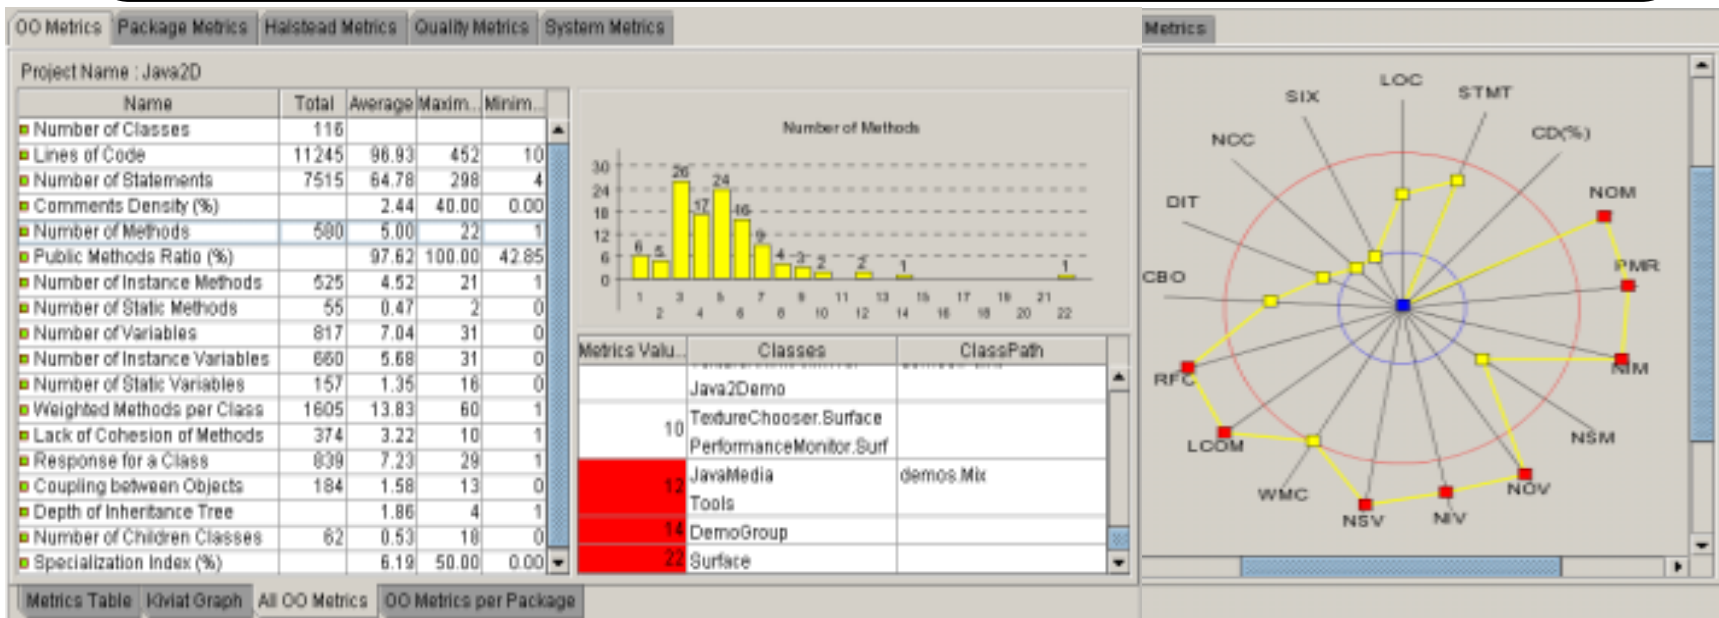 OO Metrics Package Metrics Halstead Metrics Quality Metrics System Metrics
Project Name : Java2D
Name Total Average Maxim... Minim...
Number of Classes 116
Lines of Code 11245 96.93 452 10
Number of Statements 7515 64.78 298 4
Comments Density (%) 2.44 40.00 0.00
Number of Methods 580 5.00 22 1
Public Methods Ratio (%) 97.62 100.00 42.85
Number of Instance Methods 525 4.52 21 1
Number of Static Methods 55 0.47 2 0
Number of Variables 817 7.04 31 0
Number of Instance Variables 660 5.68 31 0
Number of Static Variables 157 1.35 16 0
Weighted Methods per Class 1605 13.83 60 1
Lack of Cohesion of Methods 374 3.22 10 1
Response for a Class 839 7.23 29 1
Coupling between Objects 184 1.58 13 0
Depth of Inheritance Tree 1.86 4 1
Number of Children Classes 62 0.53 18 0
Specialization Index (%) 6.19 50.00 0.00
Metrics Table Kiviat Graph All OO Metrics OO Metrics per Package
Number of Methods
30
24
18
12
6
0
6 5 26 17 24 16 9 4 3 2 2 1 1
1 3 5 7 9 11 13 15 17 19 21
2 4 6 8 10 12 14 16 18 20 22
Metrics Valu... Classes ClassPath
Java2Demo
10 TextureChooser.Surface
PerformanceMonitor.Surf
12 JavaMedia demos.Mix
Tools
14 DemoGroup
22 Surface
Metrics
LOC
STMT
CD(%)
NOM
PMR
NIM
NSM
NOV
NIV
NSV
WMC
LCOM
RFC
CBO
DIT
NCC
SIX